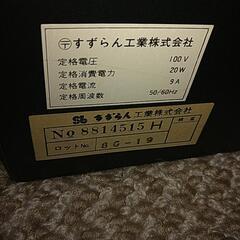 〒すずらん工業株式会社
定格電圧 100V
定格消費電力 20W
定格電流 9A
定格周波数 50/60Hz
すずらん工業株式会社
No 8814515H
ロットNo. 8G-19